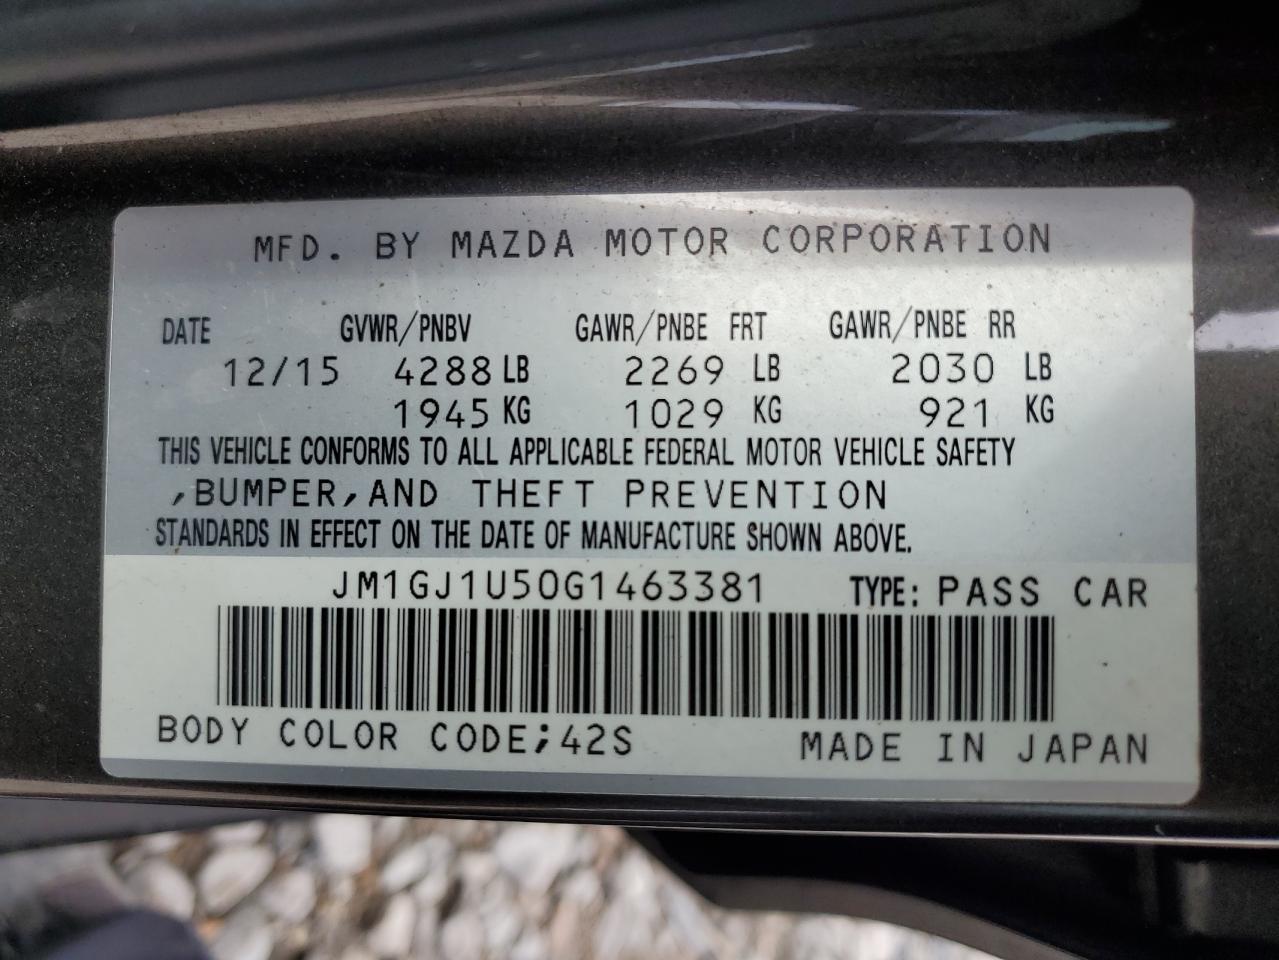 MFD. BY MAZDA MOTOR CORPORATION
DATE GVWR/PNBV GAWR/PNBE FRT GAWR/PNBE RR
12/15 4288 LB 2269 LB 2030 LB
1945 KG 1029 KG 921 KG
THIS VEHICLE CONFORMS TO ALL APPLICABLE FEDERAL MOTOR VEHICLE SAFETY
,BUMPER,AND THEFT PREVENTION
STANDARDS IN EFFECT ON THE DATE OF MANUFACTURE SHOWN ABOVE.
JM1GJ1U50G1463381 TYPE: PASS CAR
BODY COLOR CODE;42S MADE IN JAPAN